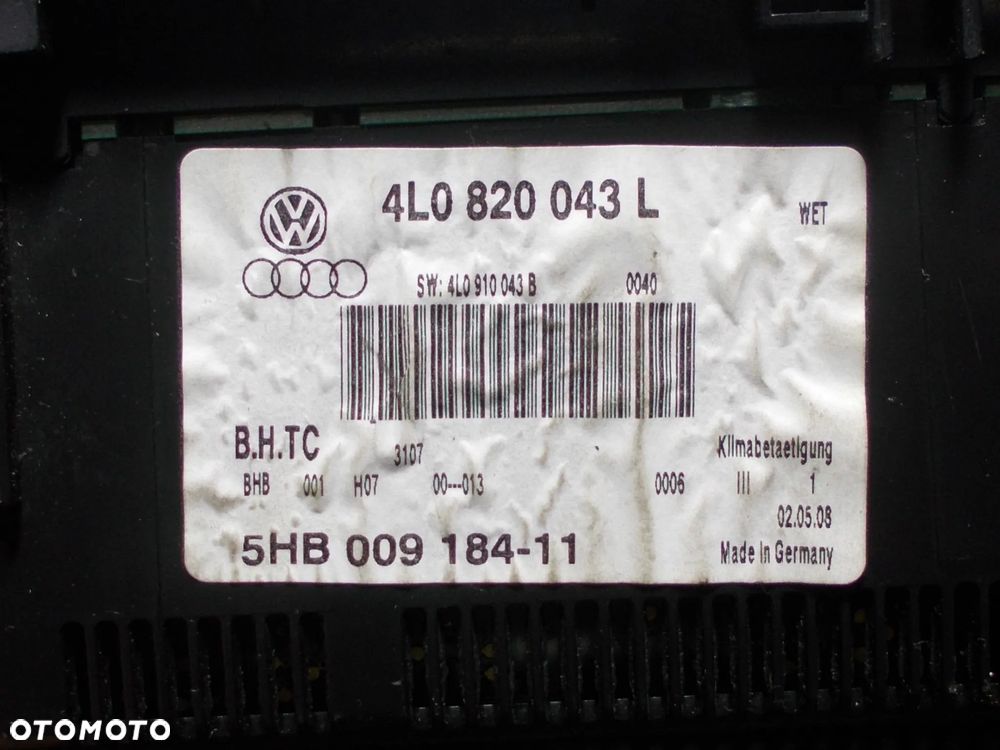 4L0 820 043 L
WET
SW: 4L0 910 043 B 0040
B.H.TC
3107
Klimabetaetigung
BHB 001 H07 00---013 0006 III 1
02.05.08
5HB 009 184-11
Made In Germany
OTOMOTO